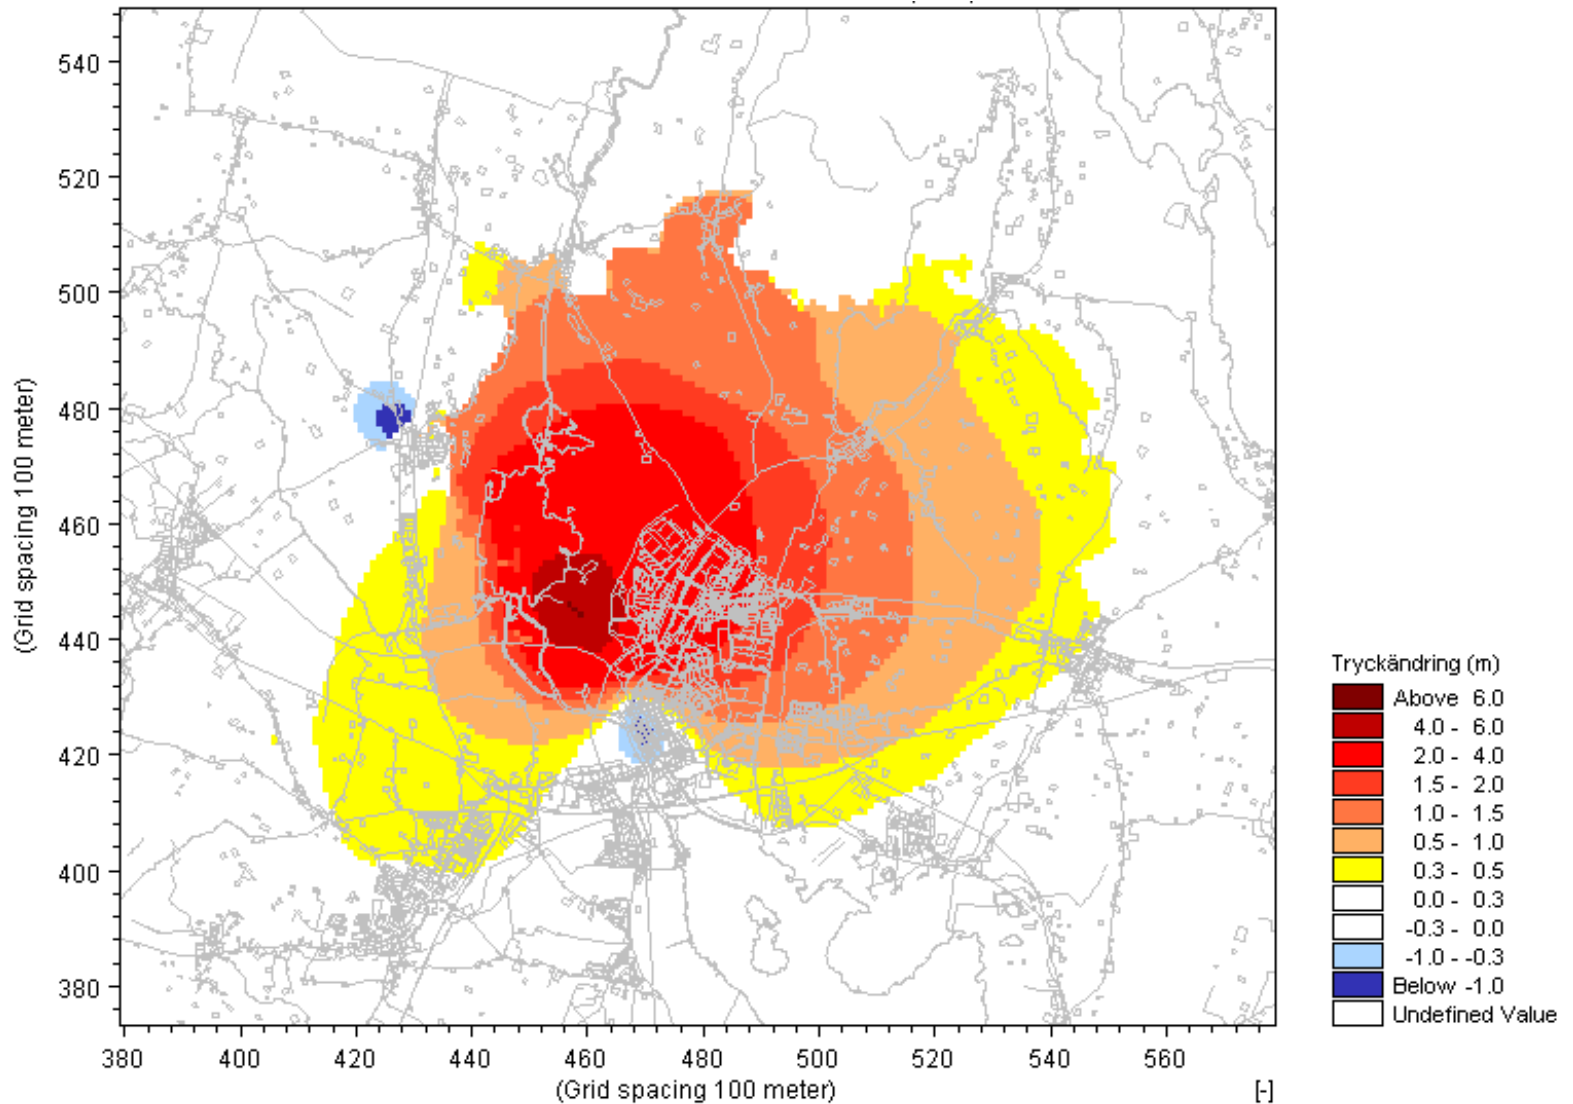 540
520
500
480
460
440
420
400
380
(Grid spacing 100 meter)
380 400 420 440 460 480 500 520 540 560
(Grid spacing 100 meter)
[-]
Tryckändring (m)
Above 6.0
4.0 - 6.0
2.0 - 4.0
1.5 - 2.0
1.0 - 1.5
0.5 - 1.0
0.3 - 0.5
0.0 - 0.3
-0.3 - 0.0
-1.0 - -0.3
Below -1.0
Undefined Value